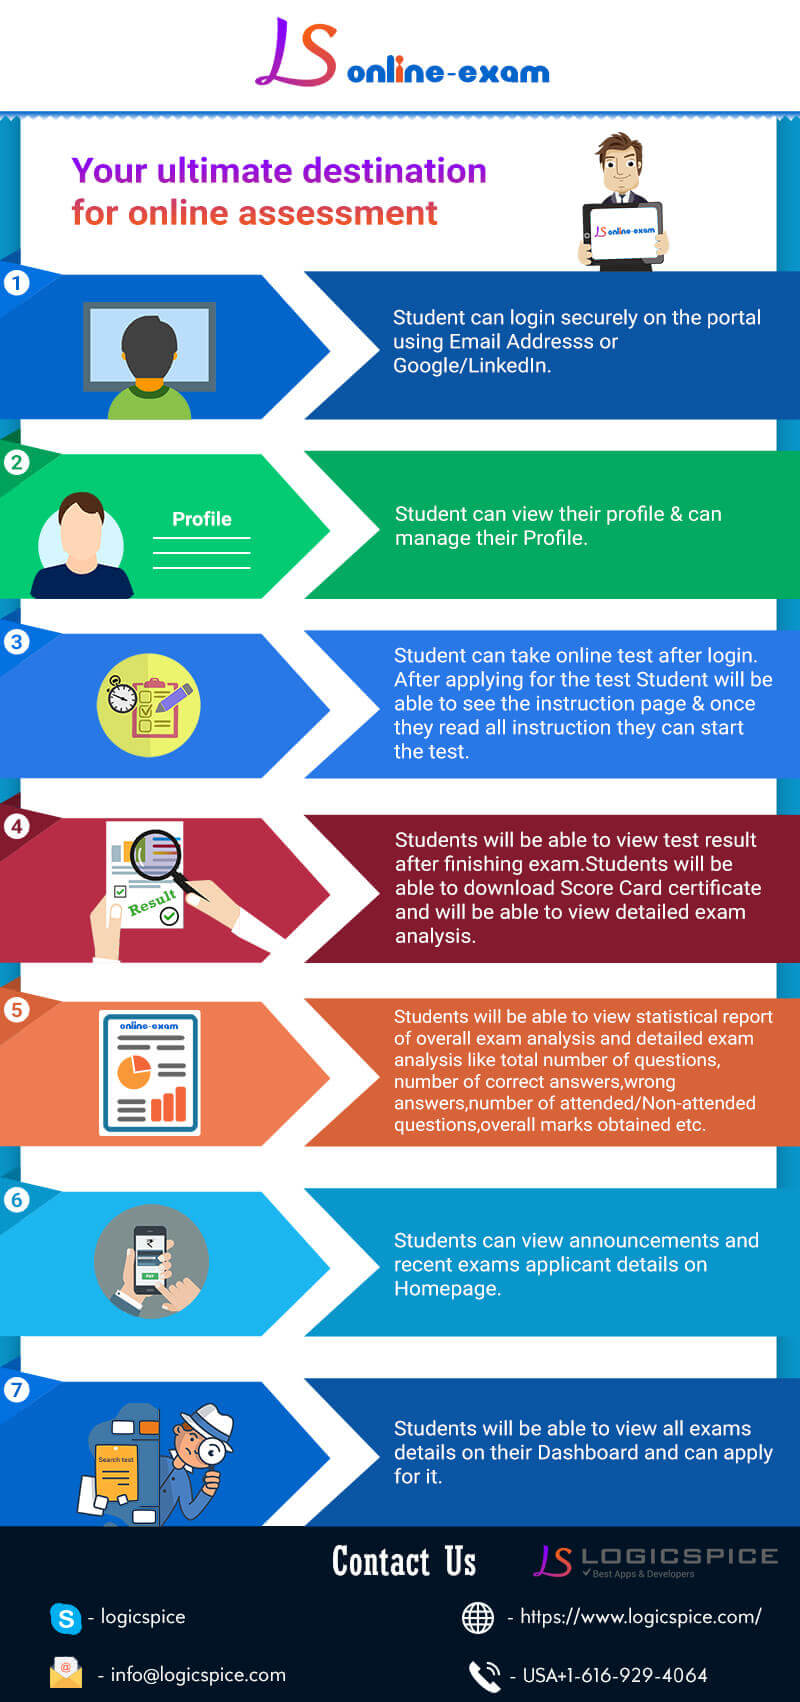 LS online-exam
Your ultimate destination
for online assessment
LS online-exam
1
Student can login securely on the portal
using Email Addresss or
Google/LinkedIn.
2
Profile
Student can view their profile & can
manage their Profile.
3
Student can take online test after login.
After applying for the test Student will be
able to see the instruction page & once
they read all instruction they can start
the test.
4
Result
Students will be able to view test result
after finishing exam.Students will be
able to download Score Card certificate
and will be able to view detailed exam
analysis.
5
online-exam
Students will be able to view statistical report
of overall exam analysis and detailed exam
analysis like total number of questions,
number of correct answers,wrong
answers,number of attended/Non-attended
questions,overall marks obtained etc.
6
₹
PAY
Students can view announcements and
recent exams applicant details on
Homepage.
7
Search test
Students will be able to view all exams
details on their Dashboard and can apply
for it.
Contact Us
LS LOGICSPICE
Best Apps & Developers
S - logicspice
- https://www.logicspice.com/
@ - info@logicspice.com
- USA+1-616-929-4064